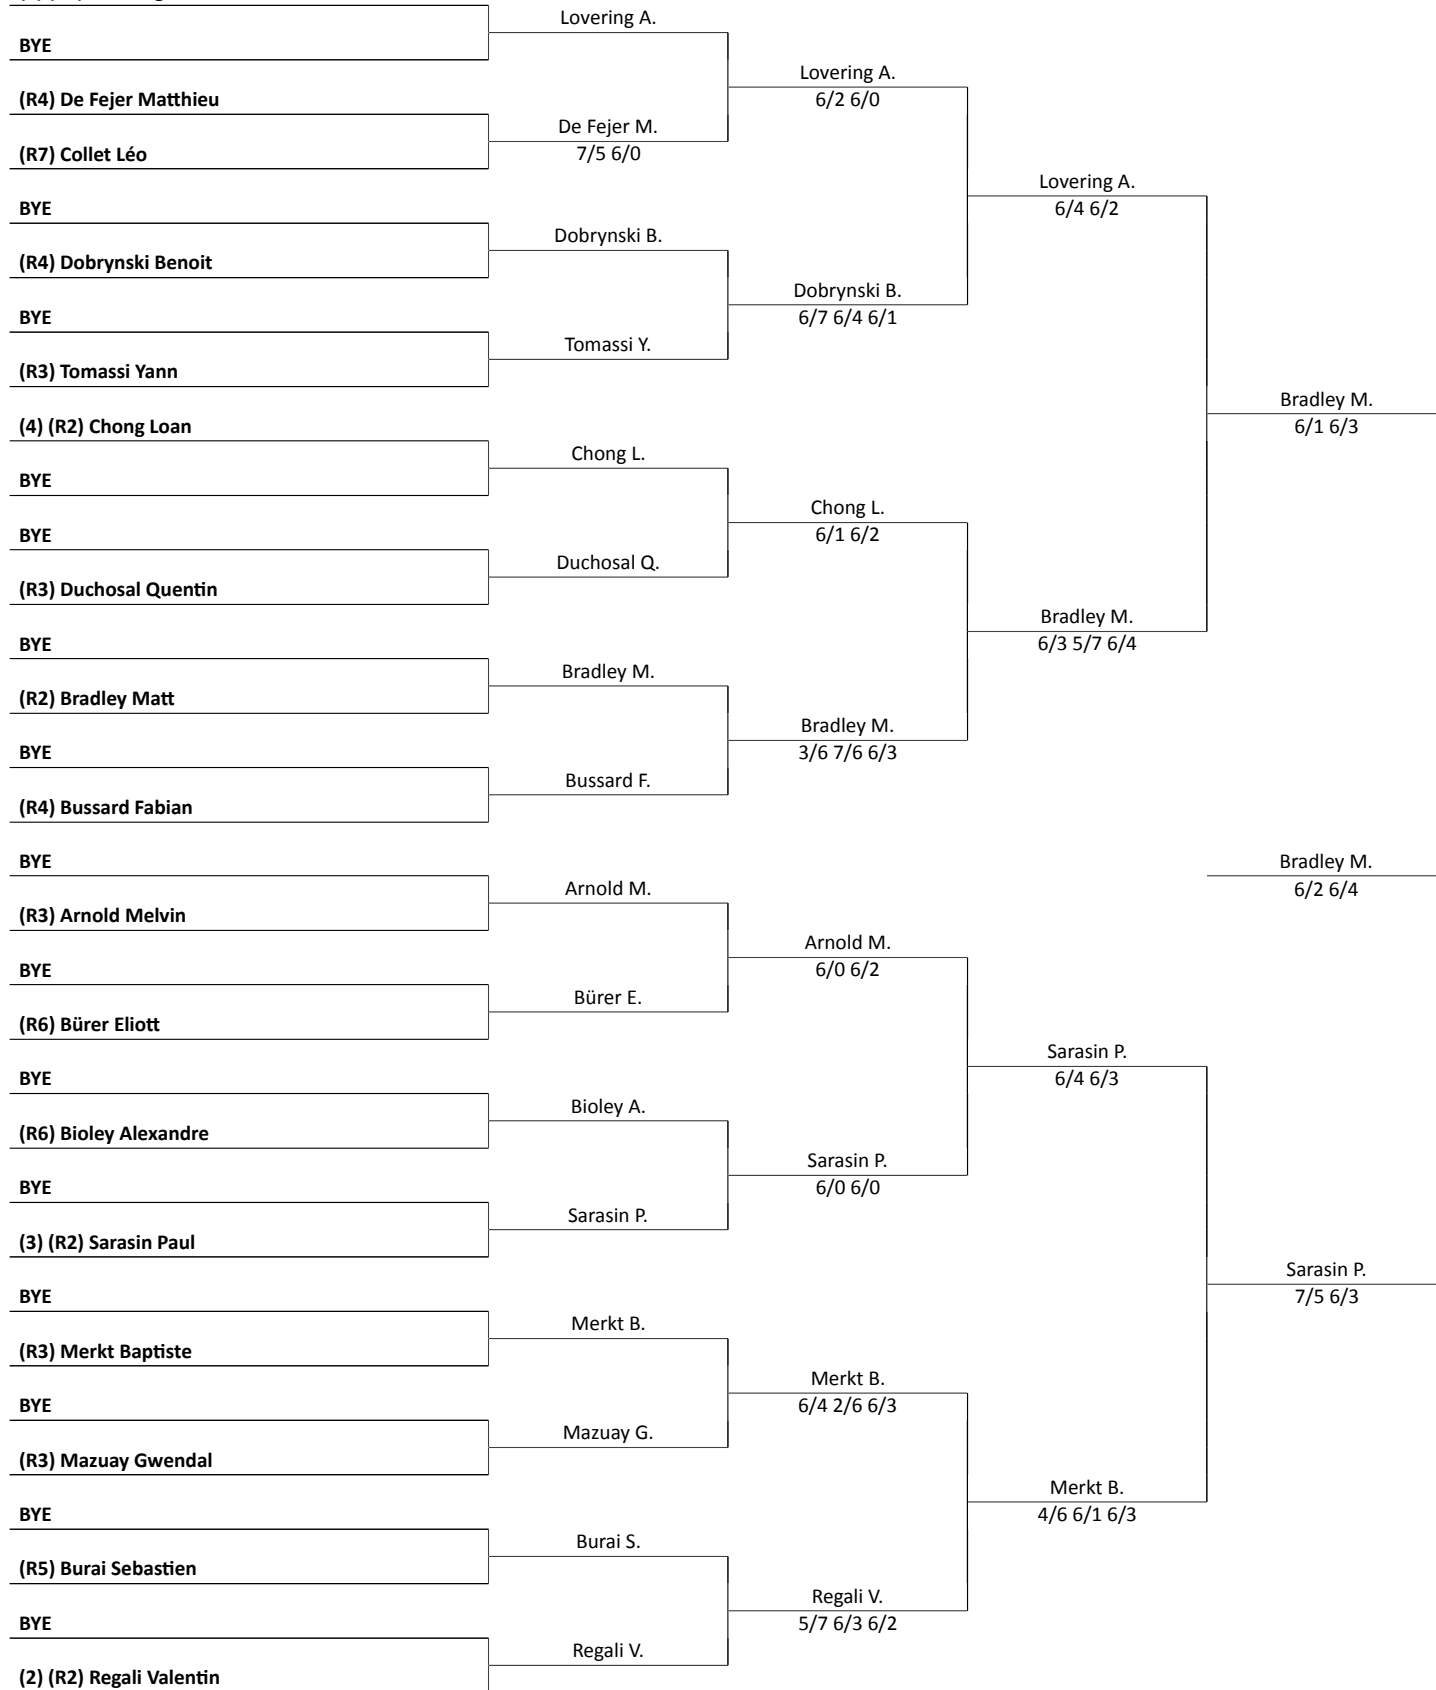 Lovering A.
BYE
Lovering A.
(R4) De Fejer Matthieu
6/2 6/0
De Fejer M.
(R7) Collet Léo
7/5 6/0
Lovering A.
BYE
6/4 6/2
Dobrynski B.
(R4) Dobrynski Benoit
Dobrynski B.
BYE
6/7 6/4 6/1
Tomassi Y.
(R3) Tomassi Yann
Bradley M.
(4) (R2) Chong Loan
6/1 6/3
Chong L.
BYE
Chong L.
BYE
6/1 6/2
Duchosal Q.
(R3) Duchosal Quentin
Bradley M.
BYE
6/3 5/7 6/4
Bradley M.
(R2) Bradley Matt
Bradley M.
BYE
3/6 7/6 6/3
Bussard F.
(R4) Bussard Fabian
BYE
Bradley M.
Arnold M.
6/2 6/4
(R3) Arnold Melvin
Arnold M.
BYE
6/0 6/2
Bürer E.
(R6) Bürer Eliott
Sarasin P.
BYE
6/4 6/3
Bioley A.
(R6) Bioley Alexandre
Sarasin P.
BYE
6/0 6/0
Sarasin P.
(3) (R2) Sarasin Paul
Sarasin P.
BYE
7/5 6/3
Merkt B.
(R3) Merkt Baptiste
Merkt B.
BYE
6/4 2/6 6/3
Mazuay G.
(R3) Mazuay Gwendal
Merkt B.
BYE
4/6 6/1 6/3
Burai S.
(R5) Burai Sebastien
Regali V.
BYE
5/7 6/3 6/2
Regali V.
(2) (R2) Regali Valentin